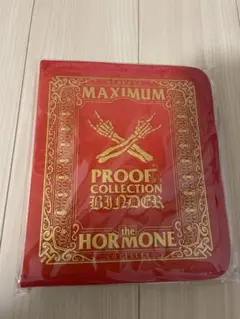 MAXIMUM
PROOF
COLLECTION
BINDER
the
HORMONE